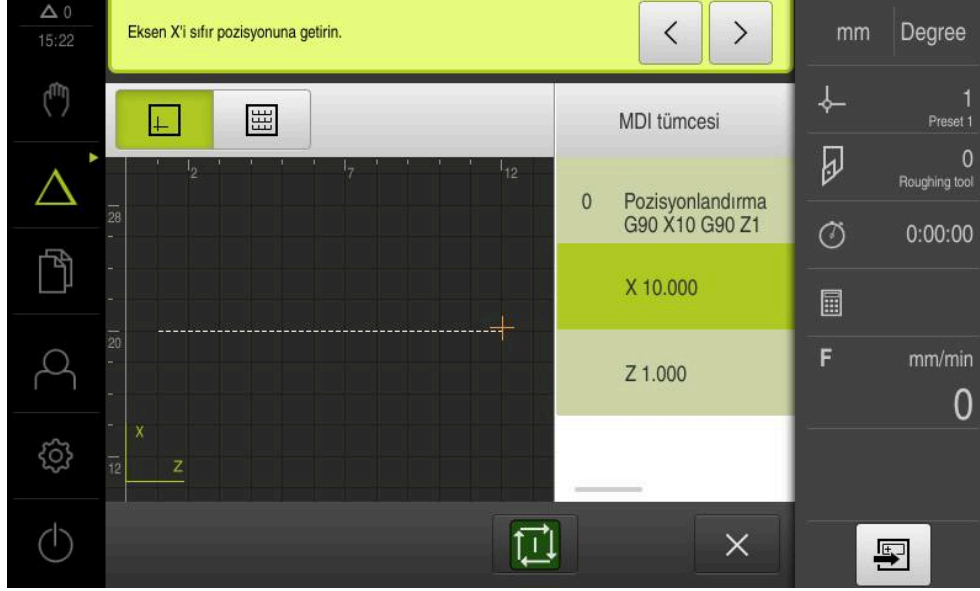 0
15:22
Eksen X'i sıfır pozisyonuna getirin.
mm Degree
MDI tümcesi
1
Preset 1
0
Roughing tool
0:00:00
F mm/min
0
0 Pozisyonlandırma
G90 X10 G90 Z1
X 10.000
Z 1.000
2 7 12
28
20
12
X
Z